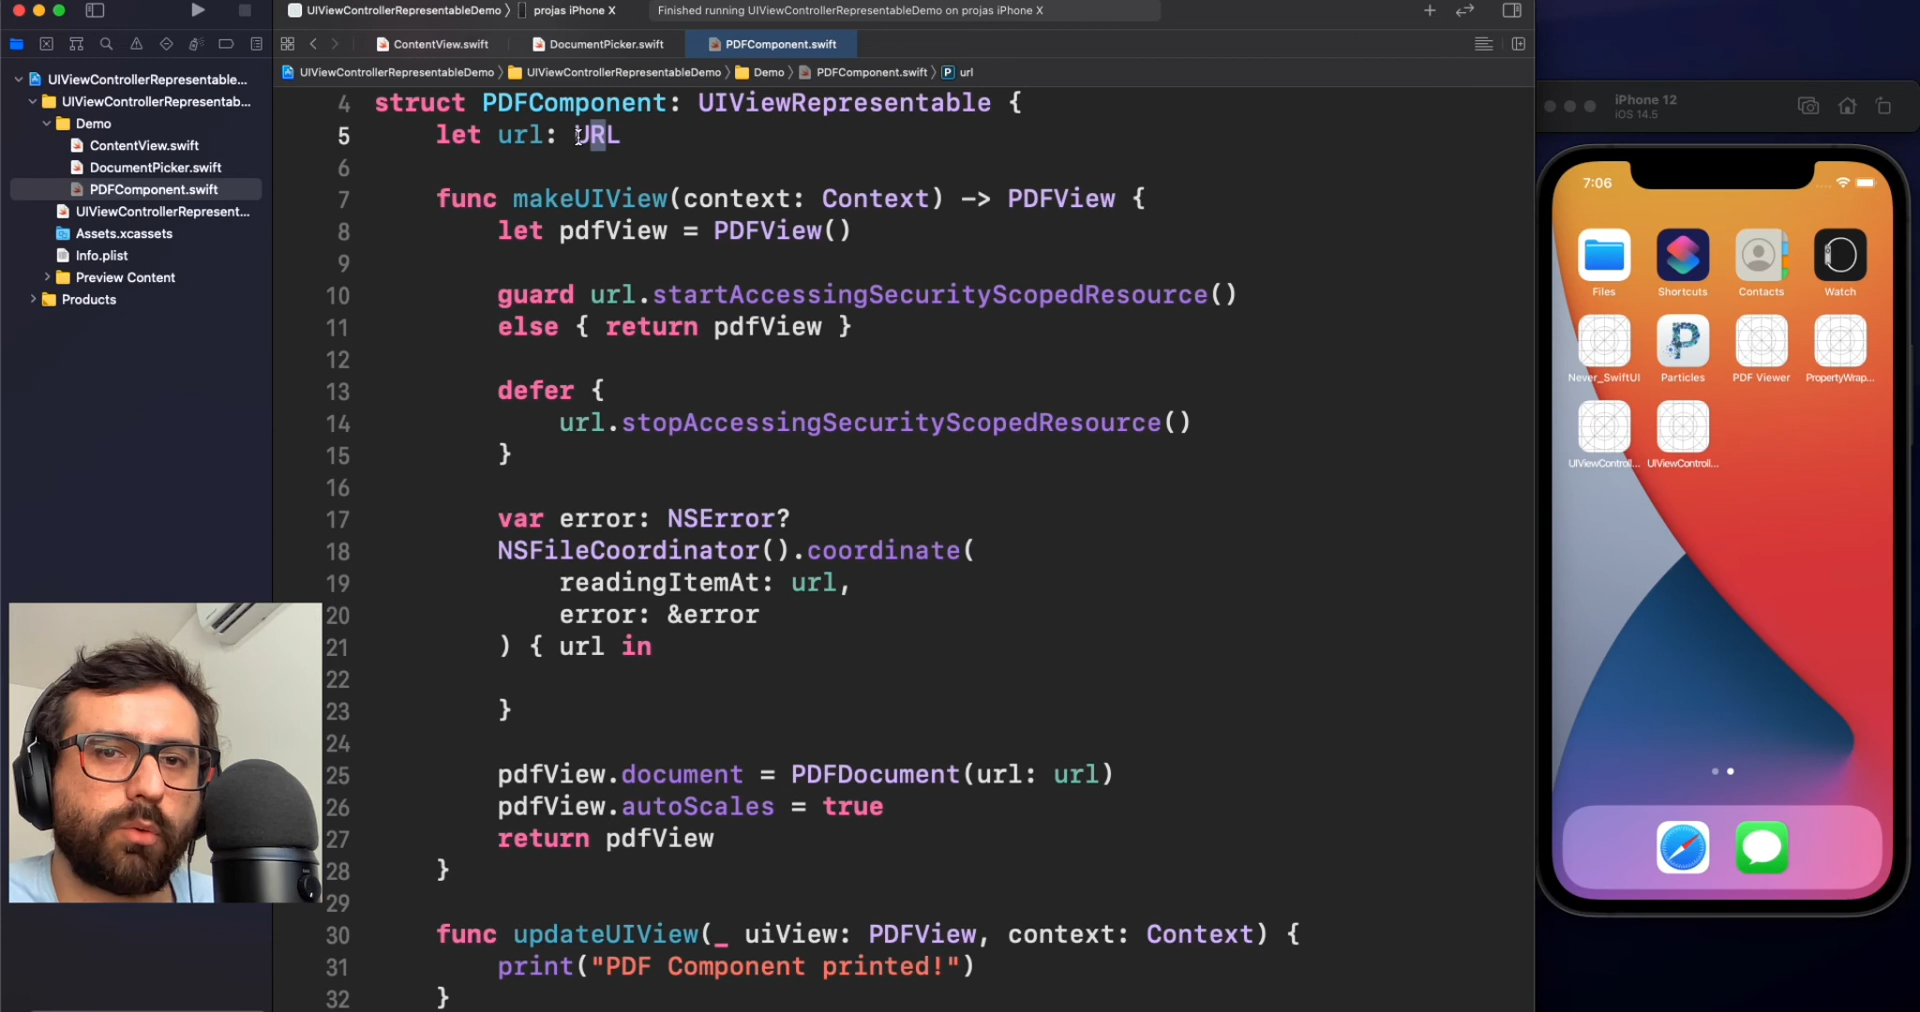 UIViewControllerRepresentableDemo 〉 projas iPhone X
Finished running UIViewControllerRepresentableDemo on projas iPhone X
ContentView.swift
DocumentPicker.swift
PDFComponent.swift
UIViewControllerRepresentableDemo 〉 UIViewControllerRepresentableDemo 〉 Demo 〉 PDFComponent.swift 〉 P url
UIViewControllerRepresentable...
UIViewControllerRepresentab...
Demo
ContentView.swift
DocumentPicker.swift
PDFComponent.swift
UIViewControllerRepresent...
Assets.xcassets
Info.plist
Preview Content
Products
4 struct PDFComponent: UIViewRepresentable {
5 let url: URL
6
7 func makeUIView(context: Context) -> PDFView {
8 let pdfView = PDFView()
9
10 guard url.startAccessingSecurityScopedResource()
11 else { return pdfView }
12
13 defer {
14 url.stopAccessingSecurityScopedResource()
15 }
16
17 var error: NSError?
18 NSFileCoordinator().coordinate(
19 readingItemAt: url,
20 error: &error
21 ) { url in
22
23 }
24
25 pdfView.document = PDFDocument(url: url)
26 pdfView.autoScales = true
27 return pdfView
28 }
29
30 func updateUIView(_ uiView: PDFView, context: Context) {
31 print("PDF Component printed!")
32 }
iPhone 12
iOS 14.5
7:06
Files
Shortcuts
Contacts
Watch
Never_SwiftUI
Particles
PDF Viewer
PropertyWrap...
UIViewControl...
UIViewControll...